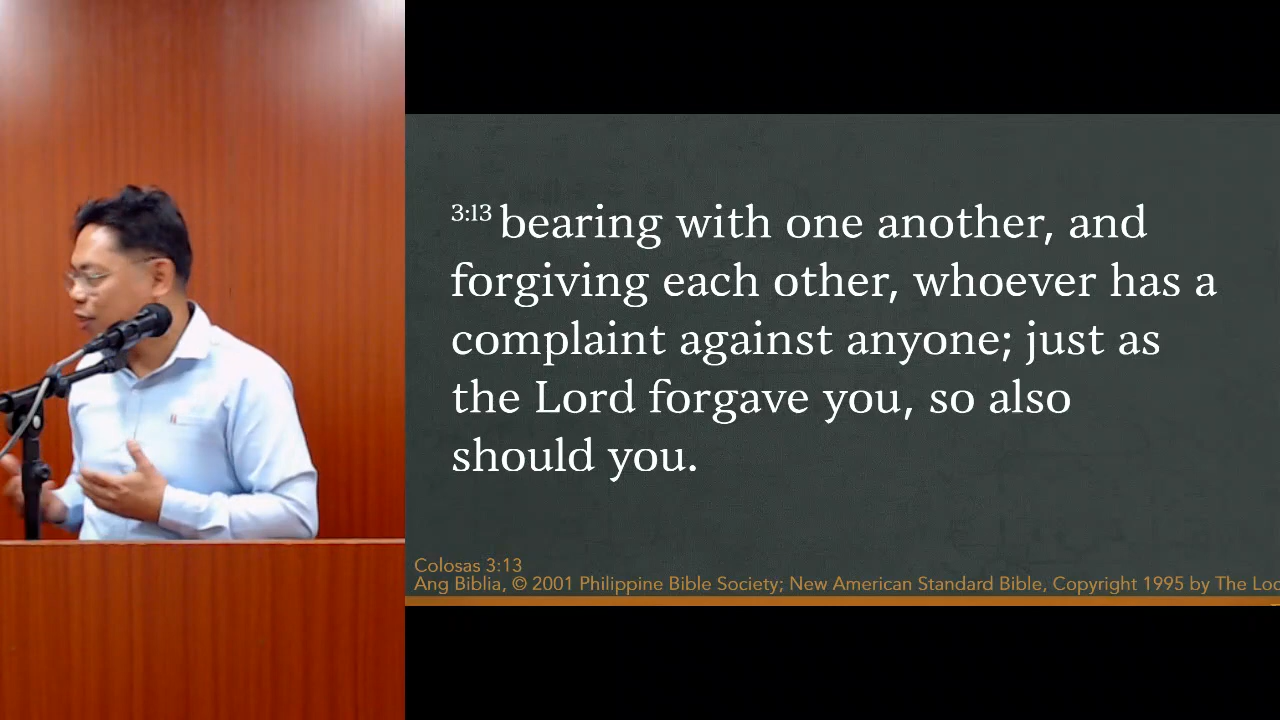 3:13 bearing with one another, and
forgiving each other, whoever has a
complaint against anyone; just as
the Lord forgave you, so also
should you.
Colosas 3:13
Ang Biblia, © 2001 Philippine Bible Society; New American Standard Bible, Copyright 1995 by The